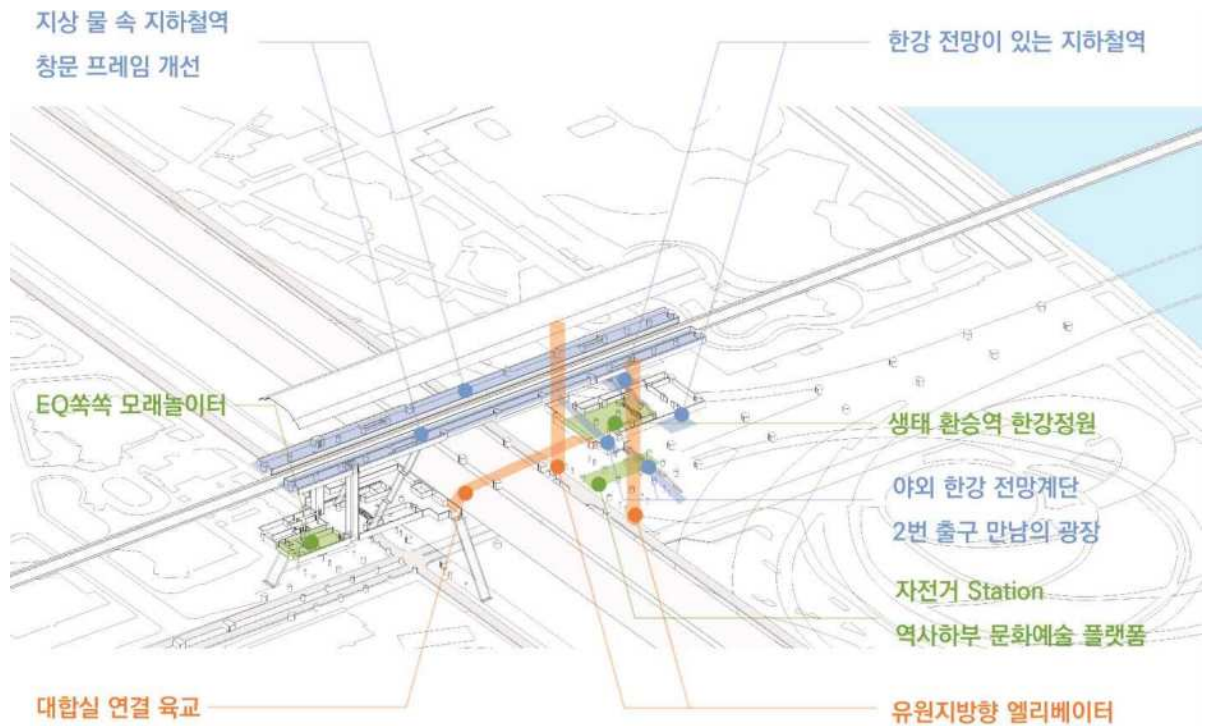 지상 물 속 지하철역
창문 프레임 개선
한강 전망이 있는 지하철역
EQ쏙쏙 모래놀이터
생태 환승역 한강정원
야외 한강 전망계단
2번 출구 만남의 광장
자전거 Station
역사하부 문화예술 플랫폼
대합실 연결 육교
유원지방향 엘리베이터